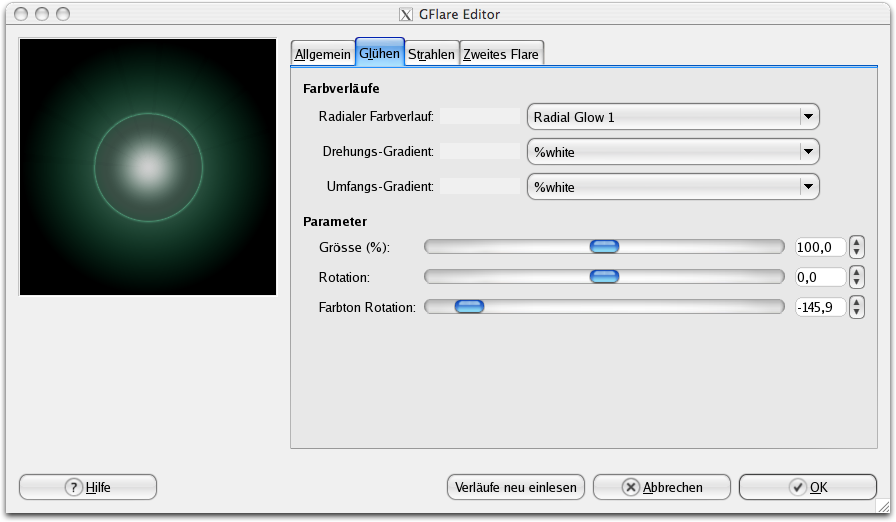 GFlare Editor
Allgemein Glühen Strahlen Zweites Flare
Farbverläufe
Radialer Farbverlauf: Radial Glow 1
Drehungs-Gradient: %white
Umfangs-Gradient: %white
Parameter
Grösse (%): 100,0
Rotation: 0,0
Farbton Rotation: -145,9
Hilfe Verläufe neu einlesen Abbrechen OK